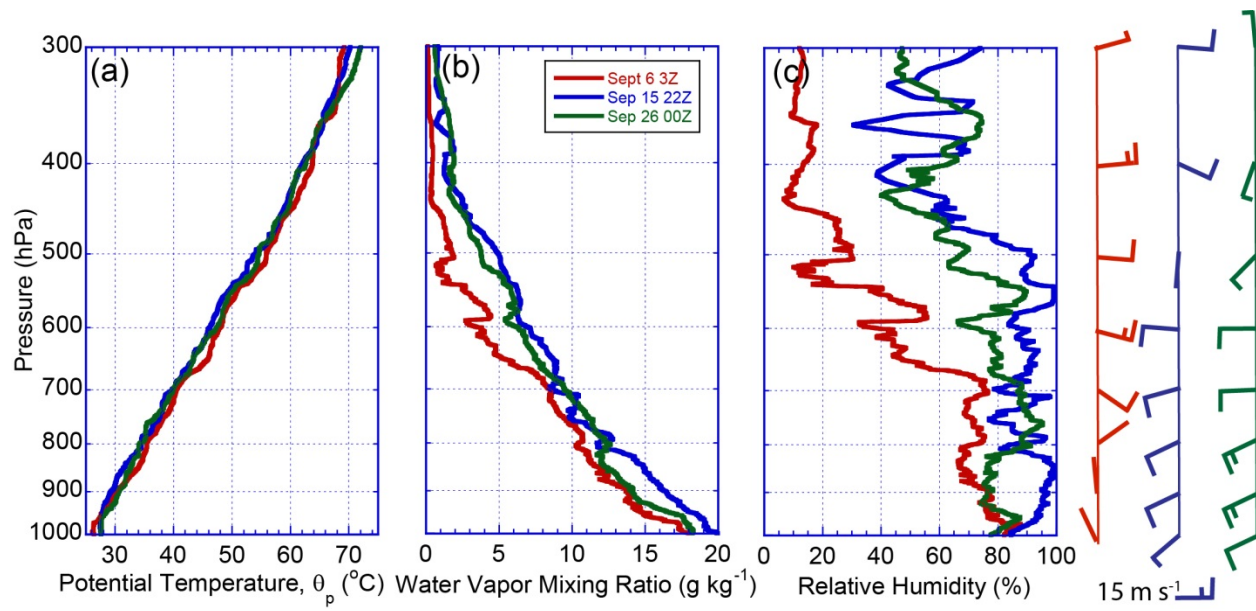 (a)
(b)
(c)
Sept 6 3Z
Sep 15 22Z
Sep 26 00Z
Pressure (hPa)
300
400
500
600
700
800
900
1000
30 40 50 60 70
0 5 10 15 20
0 20 40 60 80 100
Potential Temperature, θp (°C)
Water Vapor Mixing Ratio (g kg⁻¹)
Relative Humidity (%)
15 m s⁻¹